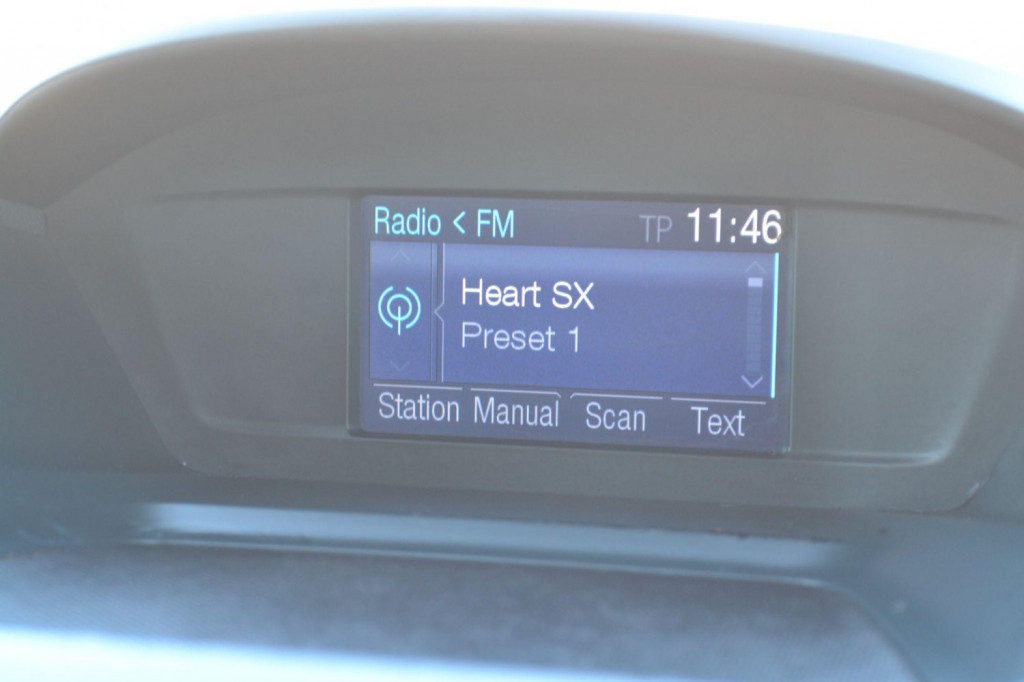 Radio < FM TP 11:46
Heart SX
Preset 1
Station Manual Scan Text